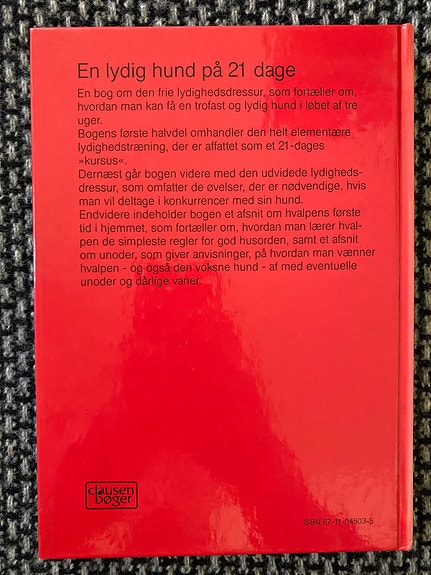 En lydig hund på 21 dage
En bog om den frie lydighedsdressur, som fortæller om,
hvordan man kan få en trofast og lydig hund i løbet af tre
uger.
Bogens første halvdel omhandler den helt elementære
lydighedstræning, der er affattet som et 21-dages
»kursus«.
Dernæst går bogen videre med den udvidede lydigheds-
dressur, som omfatter de øvelser, der er nødvendige, hvis
man vil deltage i konkurrencer med sin hund.
Endvidere indeholder bogen et afsnit om hvalpens første
tid i hjemmet, som fortæller om, hvordan man lærer hval-
pen de simpleste regler for god husorden, samt et afsnit
om unoder, som giver anvisninger, på hvordan man vænner
hvalpen - og også den voksne hund - af med eventuelle
unoder og dårlige vaner.
clausen
bøger
ISBN 87-11-04503-5